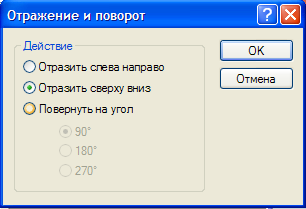 Отражение и поворот
Действие
Отразить слева направо
Отразить сверху вниз
Повернуть на угол
90°
180°
270°
OK
Отмена